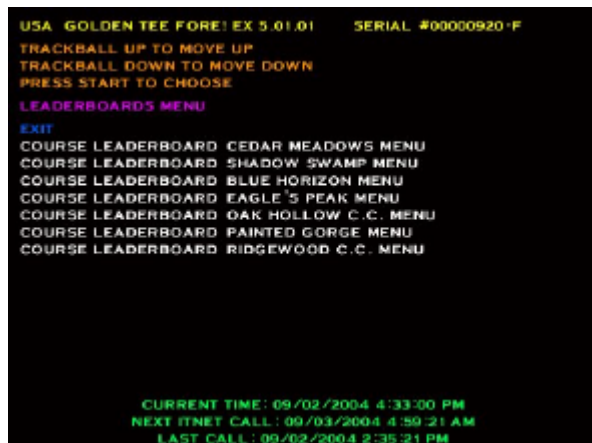 USA GOLDEN TEE FORE! EX 5.01.01 SERIAL #00000920-F
TRACKBALL UP TO MOVE UP
TRACKBALL DOWN TO MOVE DOWN
PRESS START TO CHOOSE
LEADERBOARDS MENU
EXIT
COURSE LEADERBOARD CEDAR MEADOWS MENU
COURSE LEADERBOARD SHADOW SWAMP MENU
COURSE LEADERBOARD BLUE HORIZON MENU
COURSE LEADERBOARD EAGLE'S PEAK MENU
COURSE LEADERBOARD OAK HOLLOW C.C. MENU
COURSE LEADERBOARD PAINTED GORGE MENU
COURSE LEADERBOARD RIDGEWOOD C.C. MENU
CURRENT TIME: 09/02/2004 4:33:00 PM
NEXT ITNET CALL: 09/03/2004 4:59:21 AM
LAST CALL: 09/02/2004 2:35:21 PM